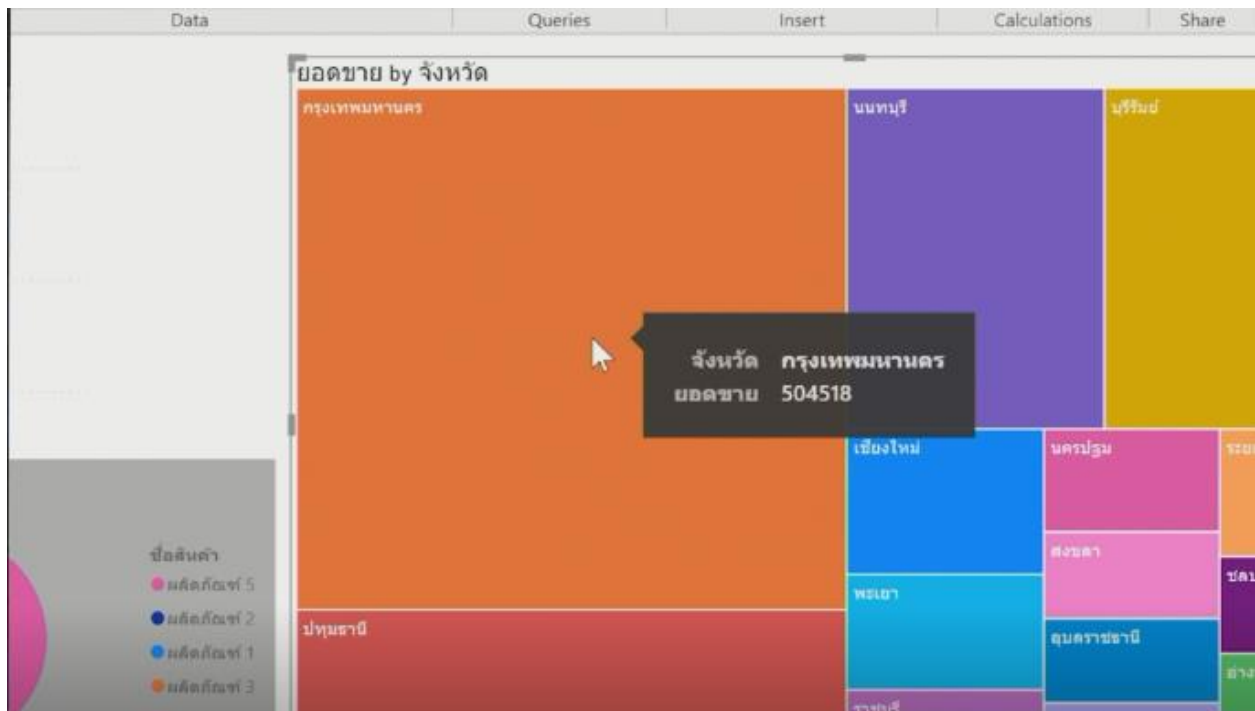 Data Queries Insert Calculations Share
ยอดขาย by จังหวัด
กรุงเทพมหานคร
นนทบุรี
บุรีรัมย์
จังหวัด กรุงเทพมหานคร
ยอดขาย 504518
เชียงใหม่
นครปฐม
สงขลา
พะเยา
อุบลราชธานี
ปทุมธานี
ราชบุรี
ชื่อสินค้า
ผลิตภัณฑ์ 5
ผลิตภัณฑ์ 2
ผลิตภัณฑ์ 1
ผลิตภัณฑ์ 3